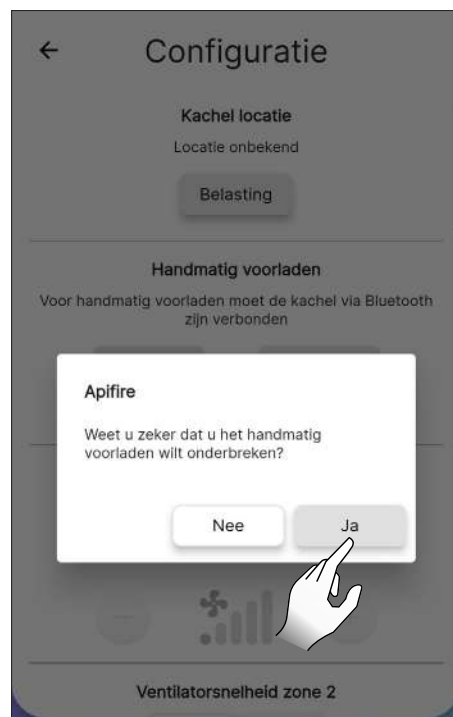 Configuratie
Kachel locatie
Locatie onbekend
Belasting
Handmatig voorladen
Voor handmatig voorladen moet de kachel via Bluetooth
zijn verbonden
Apifire
Weet u zeker dat u het handmatig
voorladen wilt onderbreken?
Nee
Ja
Ventilatorsnelheid zone 2